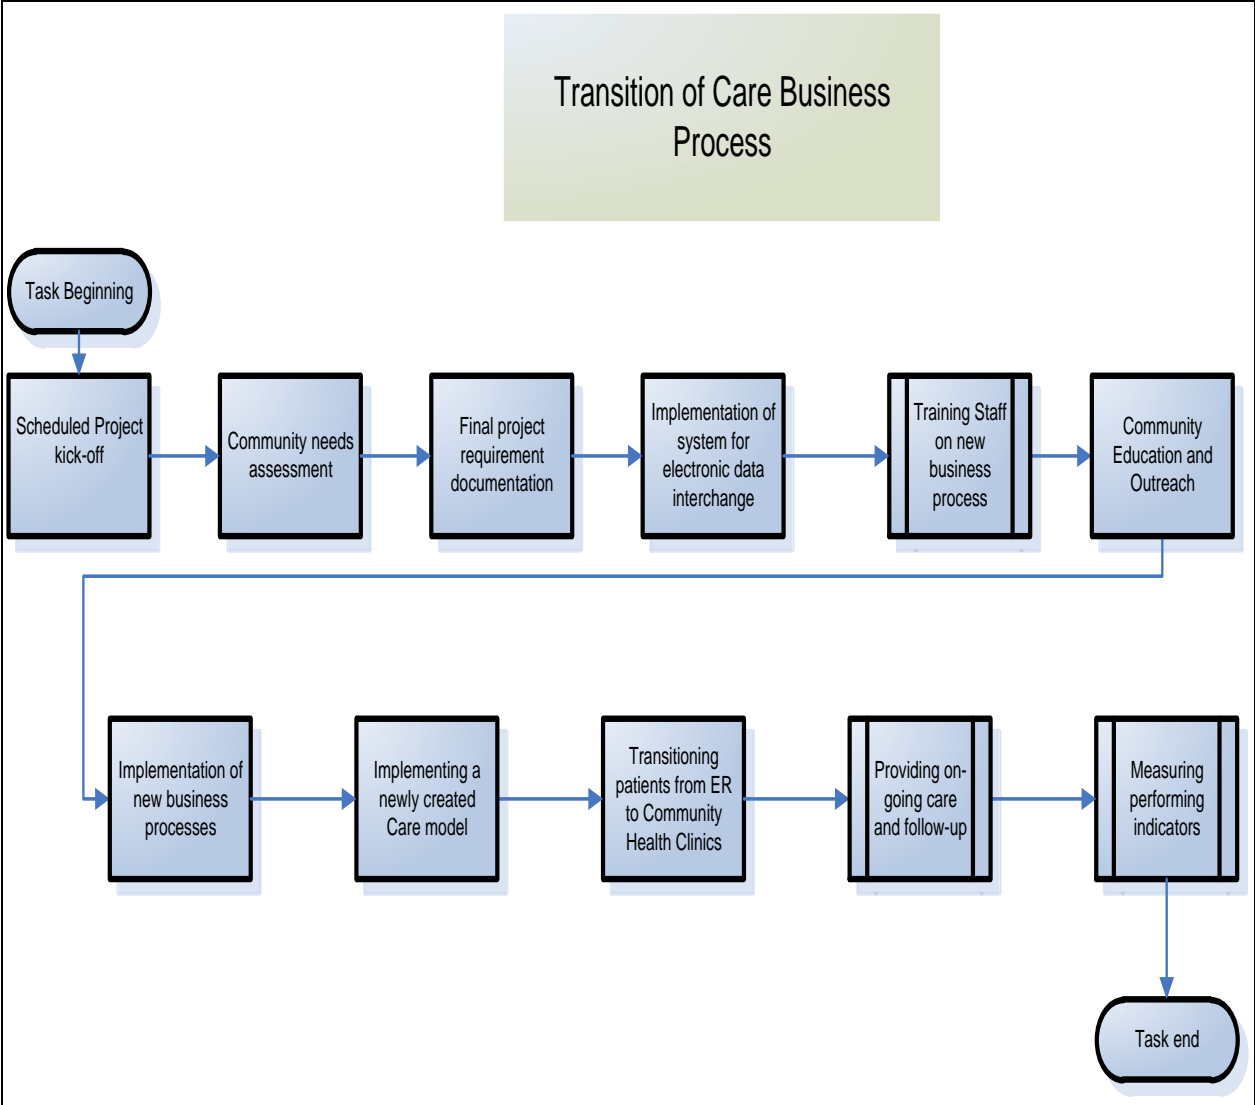 Transition of Care Business
Process
Task Beginning
Scheduled Project
kick-off
Community needs
assessment
Final project
requirement
documentation
Implementation of
system for
electronic data
interchange
Training Staff
on new
business
process
Community
Education and
Outreach
Implementation of
new business
processes
Implementing a
newly created
Care model
Transitioning
patients from ER
to Community
Health Clinics
Providing on-
going care
and follow-up
Measuring
performing
indicators
Task end